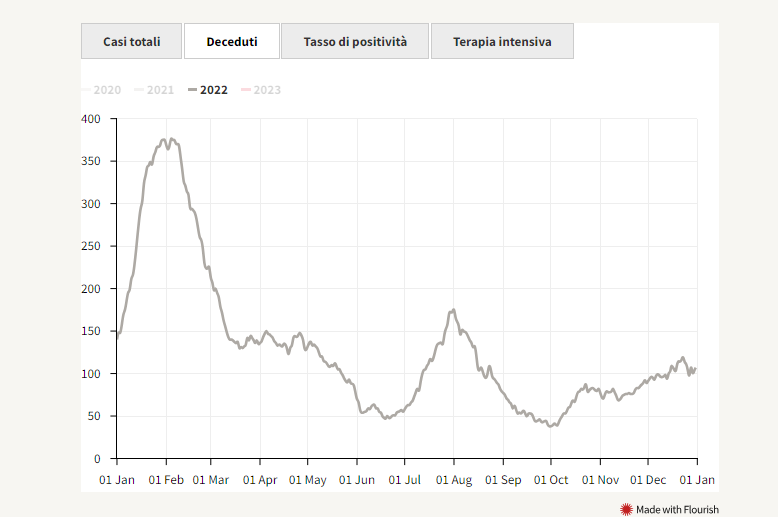 Casi totali Deceduti Tasso di positività Terapia intensiva
2020 2021 2022 2023
400
350
300
250
200
150
100
50
0
01 Jan 01 Feb 01 Mar 01 Apr 01 May 01 Jun 01 Jul 01 Aug 01 Sep 01 Oct 01 Nov 01 Dec 01 Jan
Made with Flourish